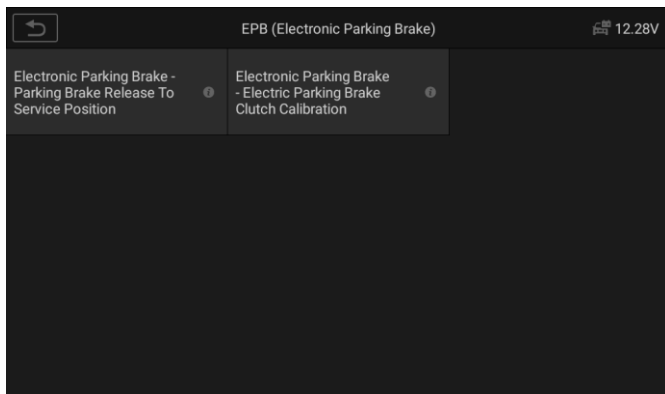 EPB (Electronic Parking Brake)
12.28V
Electronic Parking Brake -
Parking Brake Release To
Service Position
Electronic Parking Brake
- Electric Parking Brake
Clutch Calibration